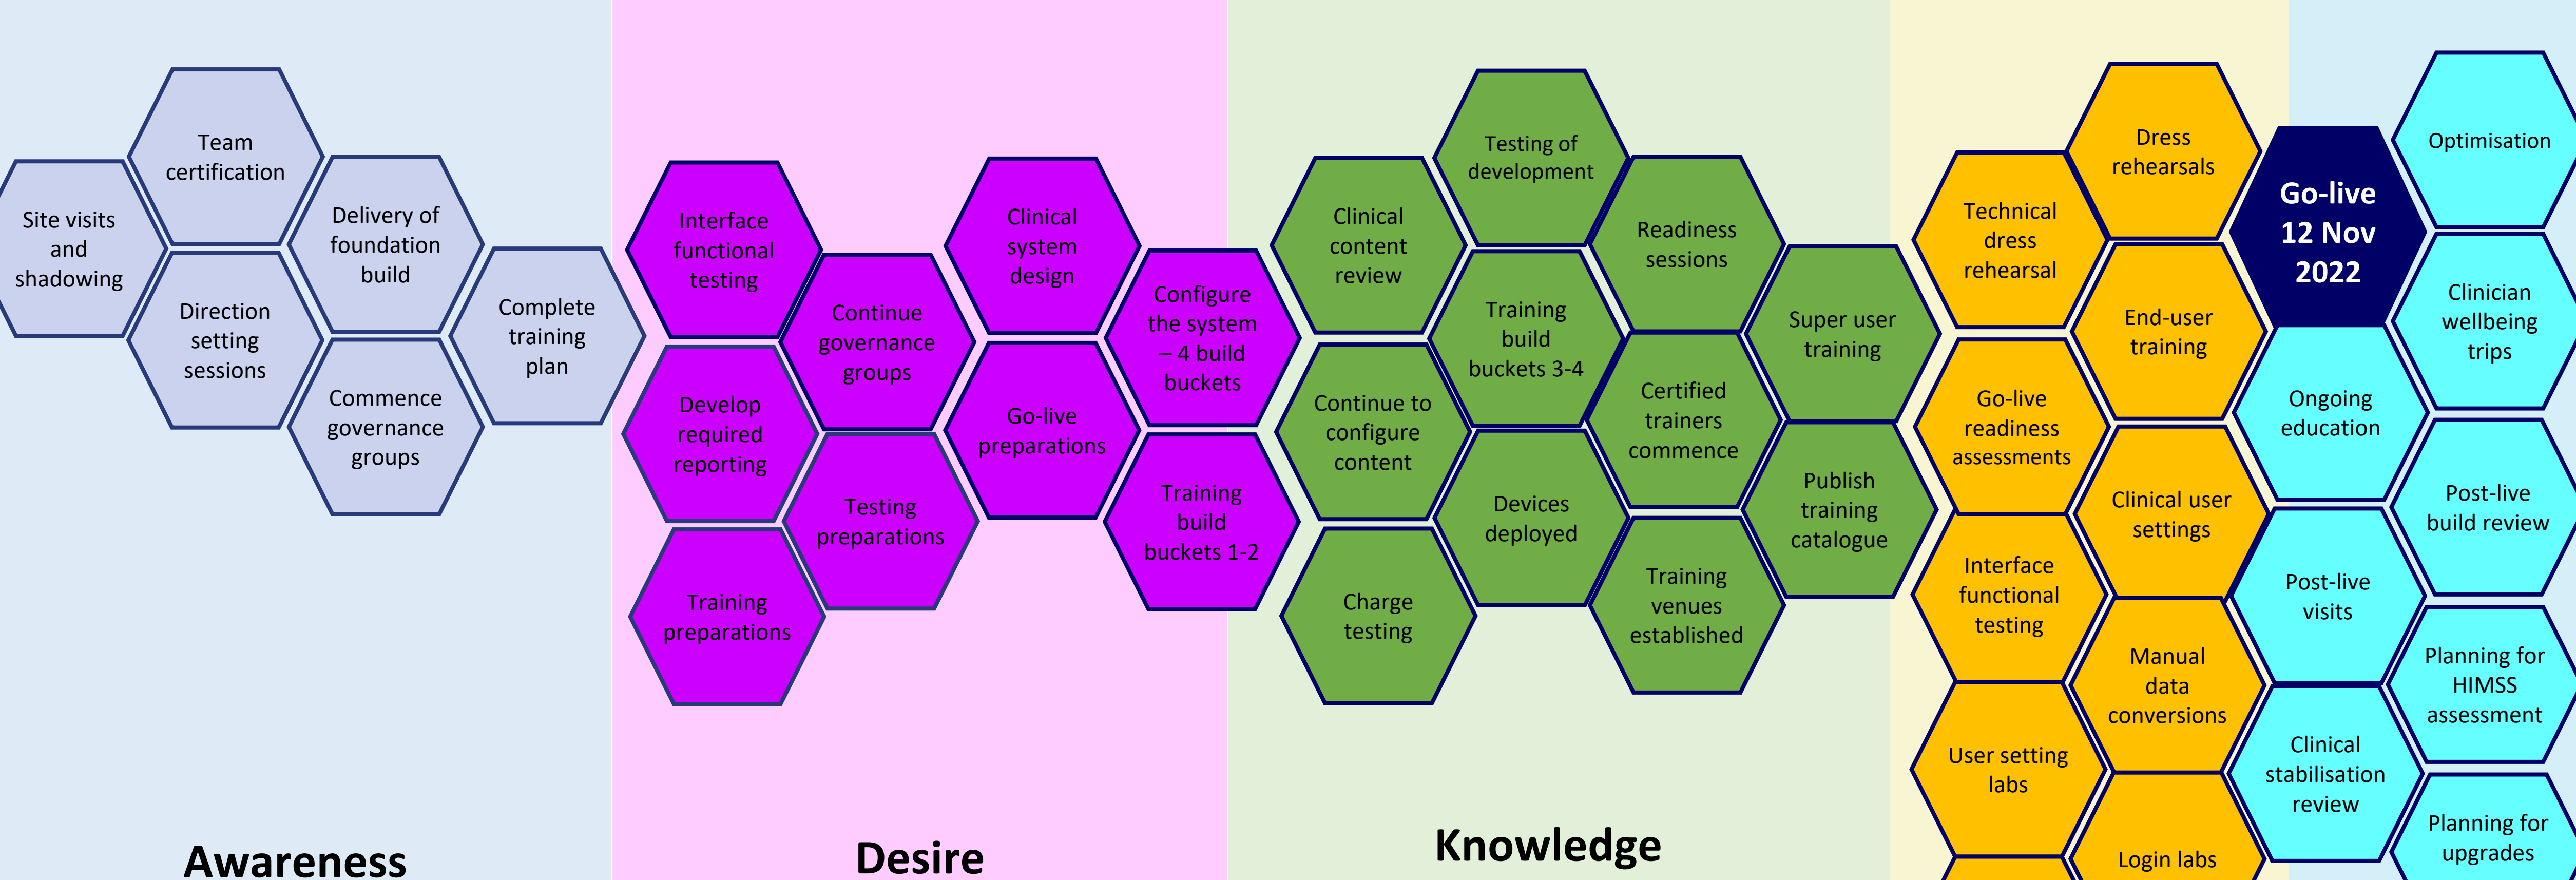 Team
certification
Site visits
and
shadowing
Delivery of
foundation
build
Direction
setting
sessions
Complete
training
plan
Commence
governance
groups
Awareness
Interface
functional
testing
Clinical
system
design
Continue
governance
groups
Configure
the system
– 4 build
buckets
Develop
required
reporting
Go-live
preparations
Testing
preparations
Training
build
buckets 1-2
Training
preparations
Desire
Testing of
development
Clinical
content
review
Readiness
sessions
Training
build
buckets 3-4
Super user
training
Continue to
configure
content
Certified
trainers
commence
Devices
deployed
Publish
training
catalogue
Charge
testing
Training
venues
established
Knowledge
Dress
rehearsals
Technical
dress
rehearsal
End-user
training
Go-live
readiness
assessments
Clinical user
settings
Interface
functional
testing
Manual
data
conversions
User setting
labs
Login labs
Go-live
12 Nov
2022
Optimisation
Clinician
wellbeing
trips
Ongoing
education
Post-live
build review
Post-live
visits
Planning for
HIMSS
assessment
Clinical
stabilisation
review
Planning for
upgrades